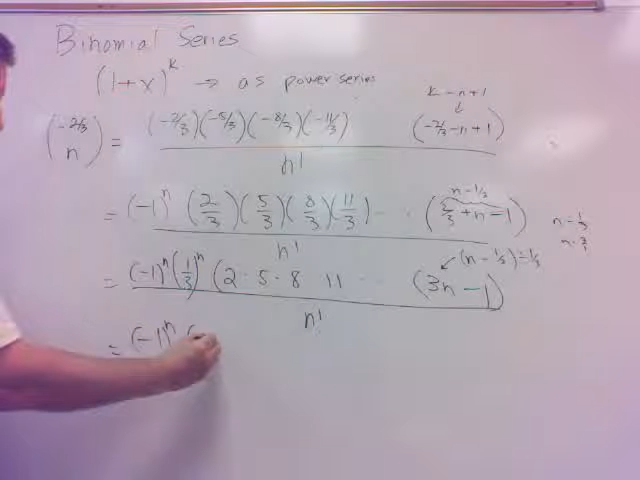 Binomial Series
(1+x)^k → as power series
k-n+1
↓
(-2/3 n) = (-2/3)(-5/3)(-8/3)(-11/3) (-2/3-n+1) / n!
n-1/3
= (-1)^n (2/3)(5/3)(8/3)(11/3) ⋯ (2/3+n-1) / n!
n-1/3
(n-1/3)÷1/3
= (-1)^n (1/3)^n (2·5·8 11 ⋯ (3n-1) / n!
= (-1)^n (